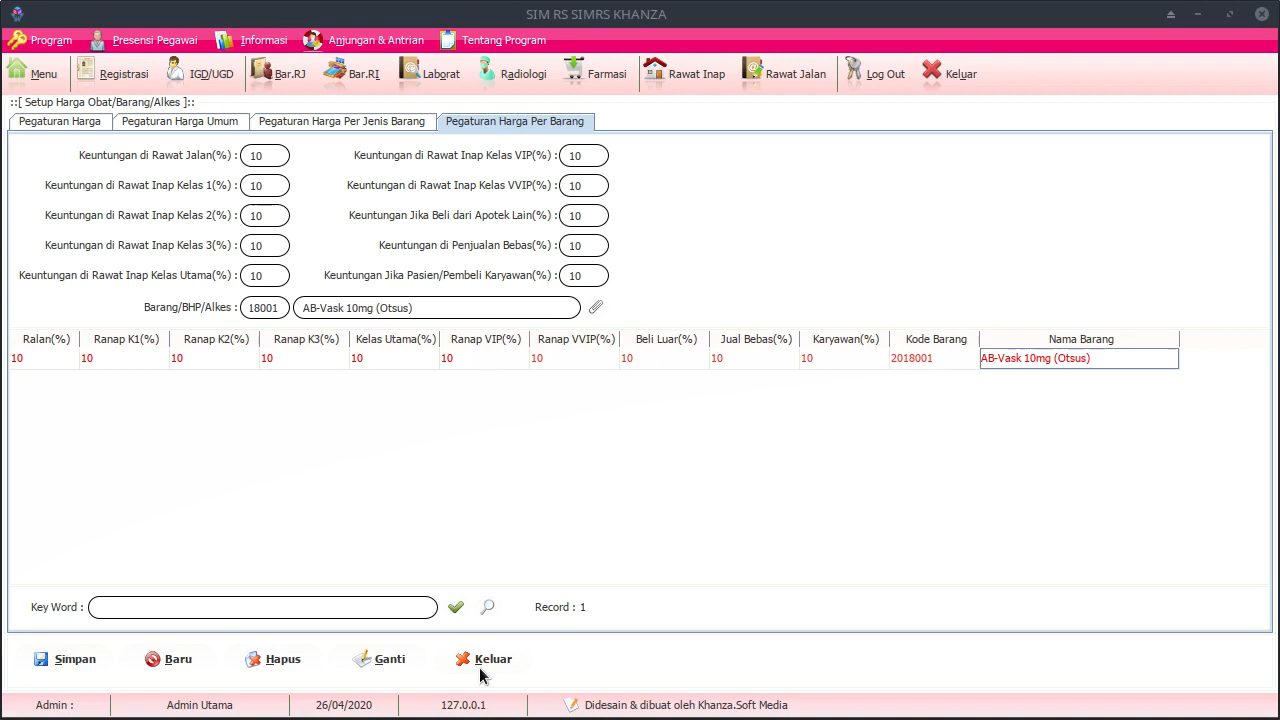 SIM RS SIMRS KHANZA
Program Presensi Pegawai Informasi Anjungan & Antrian Tentang Program
Menu Registrasi IGD/UGD Bar.RJ Bar.RI Laborat Radiologi Farmasi Rawat Inap Rawat Jalan Log Out Keluar
::[ Setup Harga Obat/Barang/Alkes ]::
Pegaturan Harga Pegaturan Harga Umum Pegaturan Harga Per Jenis Barang Pegaturan Harga Per Barang
Keuntungan di Rawat Jalan(%) : 10 Keuntungan di Rawat Inap Kelas VIP(%) : 10
Keuntungan di Rawat Inap Kelas 1(%) : 10 Keuntungan di Rawat Inap Kelas VVIP(%) : 10
Keuntungan di Rawat Inap Kelas 2(%) : 10 Keuntungan Jika Beli dari Apotek Lain(%) : 10
Keuntungan di Rawat Inap Kelas 3(%) : 10 Keuntungan di Penjualan Bebas(%) : 10
Keuntungan di Rawat Inap Kelas Utama(%) : 10 Keuntungan Jika Pasien/Pembeli Karyawan(%) : 10
Barang/BHP/Alkes : 18001 AB-Vask 10mg (Otsus)
Ralan(%) Ranap K1(%) Ranap K2(%) Ranap K3(%) Kelas Utama(%) Ranap VIP(%) Ranap VVIP(%) Beli Luar(%) Jual Bebas(%) Karyawan(%) Kode Barang Nama Barang
10 10 10 10 10 10 10 10 10 10 2018001 AB-Vask 10mg (Otsus)
Key Word : Record : 1
Simpan Baru Hapus Ganti Keluar
Admin : Admin Utama 26/04/2020 127.0.0.1 Didesain & dibuat oleh Khanza.Soft Media